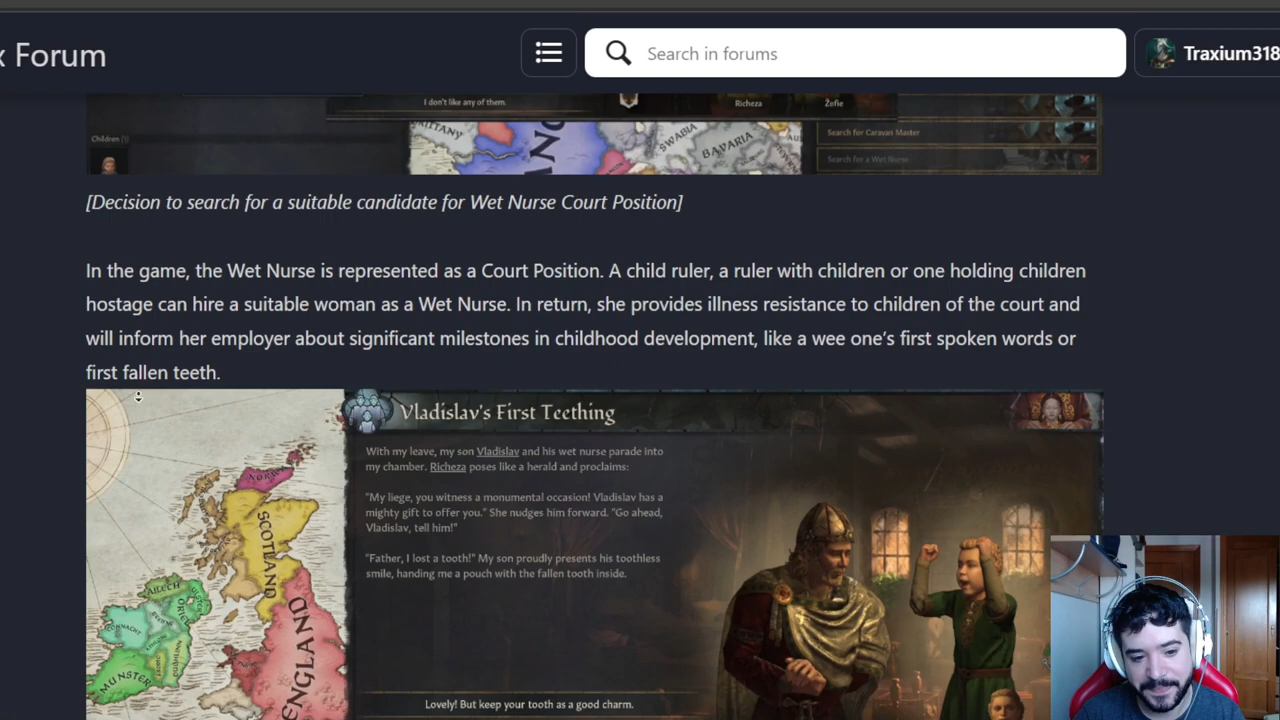 x Forum
Search in forums
Traxium318
I don't like any of them.
Richeza
Žofie
Children (1)
Search for Caravan Master
Search for a Wet Nurse
BRITTANY
SWABIA
BAVARIA
[Decision to search for a suitable candidate for Wet Nurse Court Position]
In the game, the Wet Nurse is represented as a Court Position. A child ruler, a ruler with children or one holding children
hostage can hire a suitable woman as a Wet Nurse. In return, she provides illness resistance to children of the court and
will inform her employer about significant milestones in childhood development, like a wee one’s first spoken words or
first fallen teeth.
Vladislav's First Teething
With my leave, my son Vladislav and his wet nurse parade into
my chamber. Richeza poses like a herald and proclaims:
"My liege, you witness a monumental occasion! Vladislav has a
mighty gift to offer you." She nudges him forward. "Go ahead,
Vladislav, tell him!"
"Father, I lost a tooth!" My son proudly presents his toothless
smile, handing me a pouch with the fallen tooth inside.
Lovely! But keep your tooth as a good charm.
SCOTLAND
AILECH
CONNACHT
MUNSTER
ENGLAND